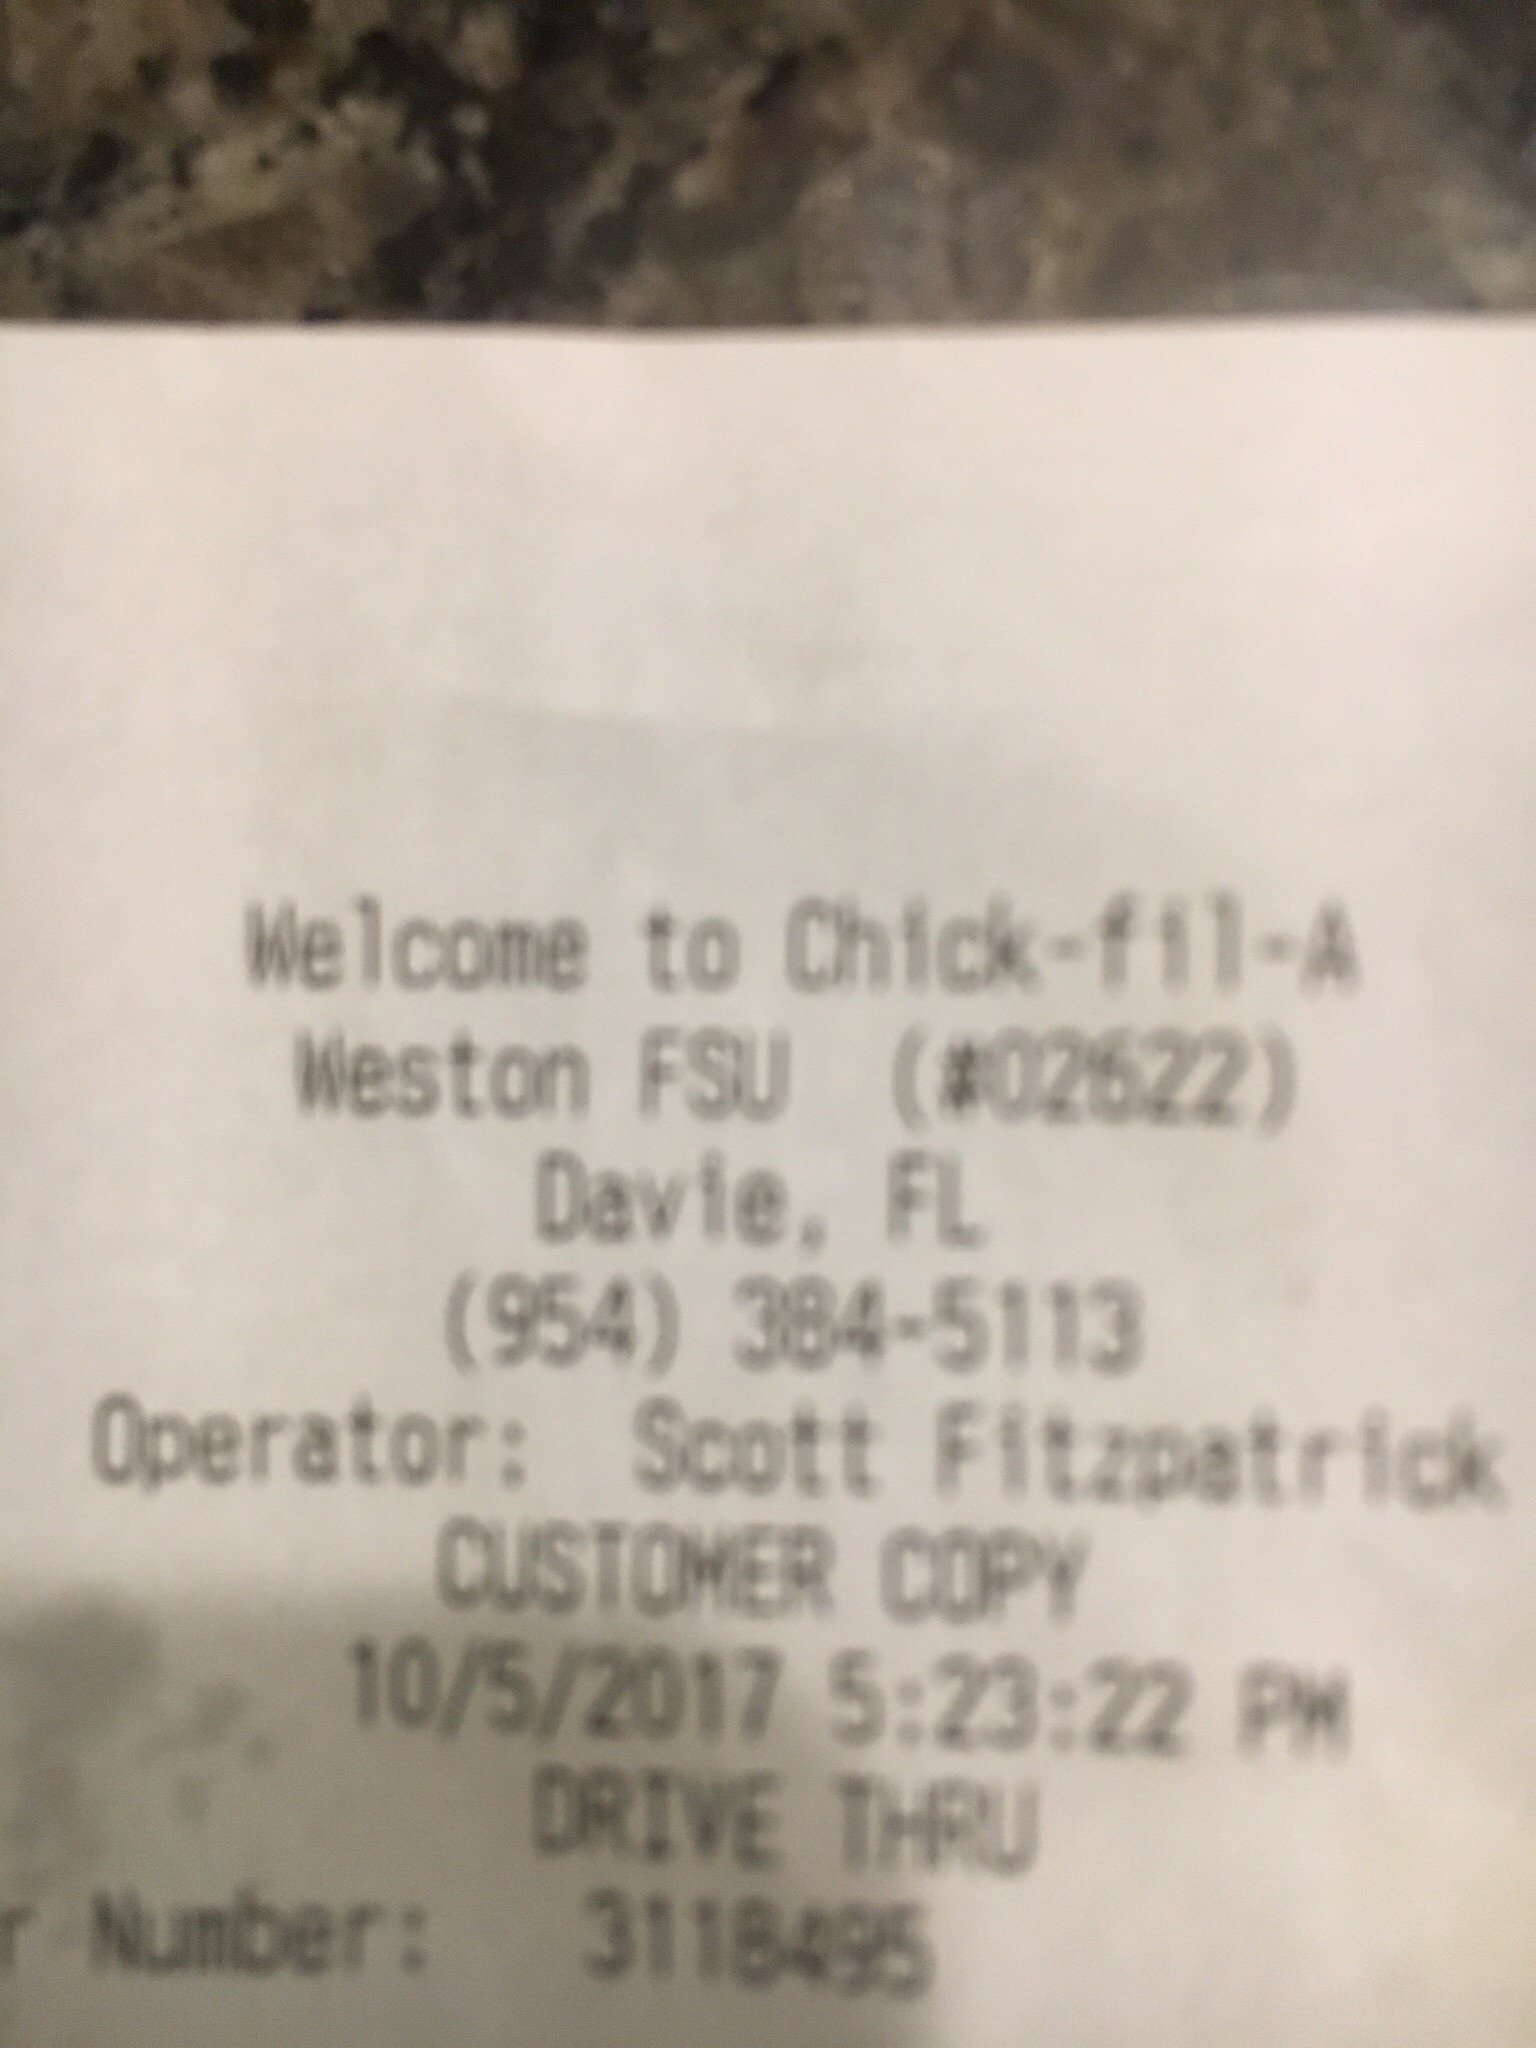 Welcome to Chick-fil-A
Weston FSU (#02622)
Davie, FL
(954) 384-5113
Operator: Scott Fitzpatrick
CUSTOMER COPY
10/5/2017 5:23:22 PM
DRIVE THRU
r Number: 3118495